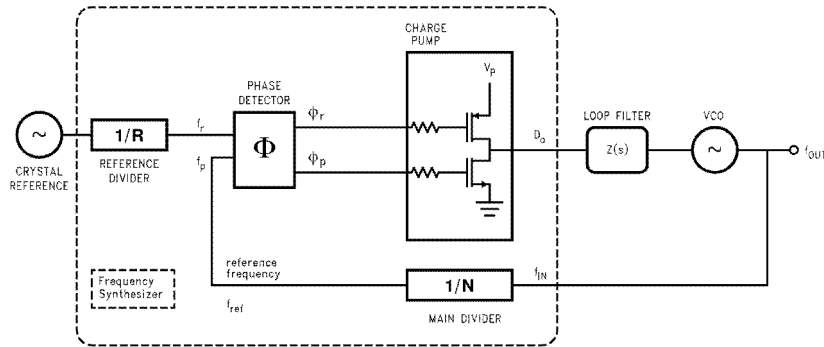 CHARGE
PUMP
V_p
PHASE
DETECTOR
LOOP FILTER
VCO
1/R
f_r
Φ
ϕ_r
D_o
Z(s)
f_OUT
~
~
CRYSTAL
REFERENCE
REFERENCE
DIVIDER
f_p
ϕ_p
Frequency
Synthesizer
reference
frequency
f_ref
1/N
f_IN
MAIN DIVIDER